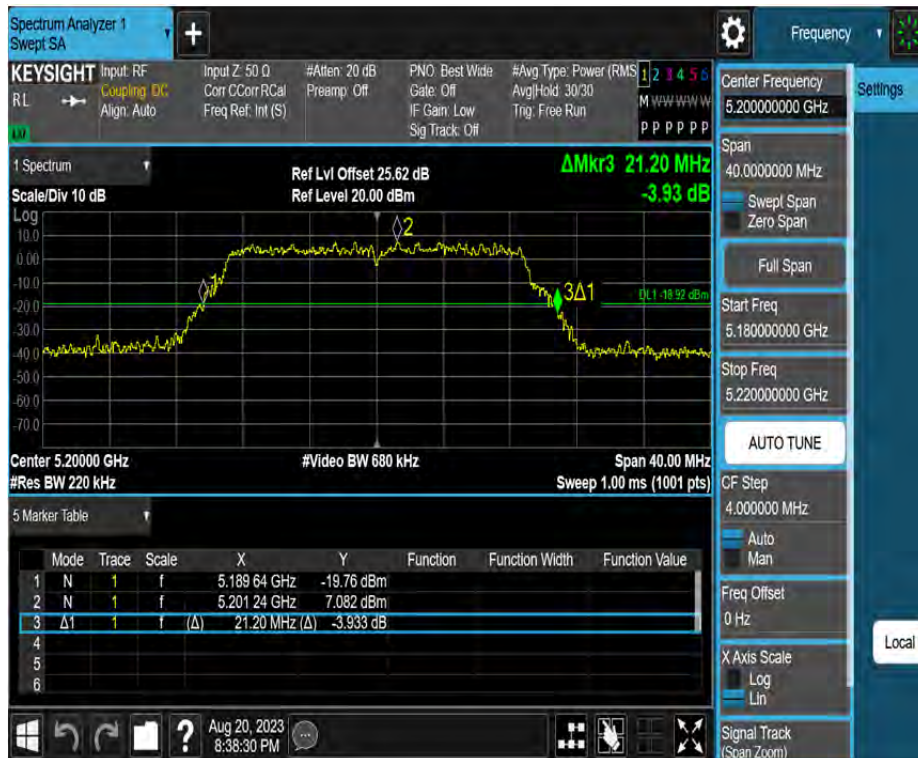 Spectrum Analyzer 1
Swept SA
+
Frequency
KEYSIGHT
RL
Input: RF
Coupling: DC
Align: Auto
Input Z: 50 Ω
Corr CCorr RCal
Freq Ref: Int (S)
#Atten: 20 dB
Preamp: Off
PNO: Best Wide
Gate: Off
IF Gain: Low
Sig Track: Off
#Avg Type: Power (RMS
Avg|Hold: 30/30
Trig: Free Run
1 2 3 4 5 6
M W W W W W
P P P P P P
1 Spectrum
Scale/Div 10 dB
Ref Lvl Offset 25.62 dB
Ref Level 20.00 dBm
ΔMkr3 21.20 MHz
-3.93 dB
Log
10.0
0.00
-10.0
-20.0
-30.0
-40.0
-50.0
-60.0
-70.0
1
2
3Δ1
DL1 -18.92 dBm
Center 5.20000 GHz
#Video BW 680 kHz
Span 40.00 MHz
#Res BW 220 kHz
Sweep 1.00 ms (1001 pts)
5 Marker Table
Mode Trace Scale X Y Function Function Width Function Value
1 N 1 f 5.189 64 GHz -19.76 dBm
2 N 1 f 5.201 24 GHz 7.082 dBm
3 Δ1 1 f (Δ) 21.20 MHz (Δ) -3.933 dB
4
5
6
?
Aug 20, 2023
8:38:30 PM
Center Frequency
5.200000000 GHz
Settings
Span
40.0000000 MHz
Swept Span
Zero Span
Full Span
Start Freq
5.180000000 GHz
Stop Freq
5.220000000 GHz
AUTO TUNE
CF Step
4.000000 MHz
Auto
Man
Freq Offset
0 Hz
X Axis Scale
Log
Lin
Local
Signal Track
(Span Zoom)